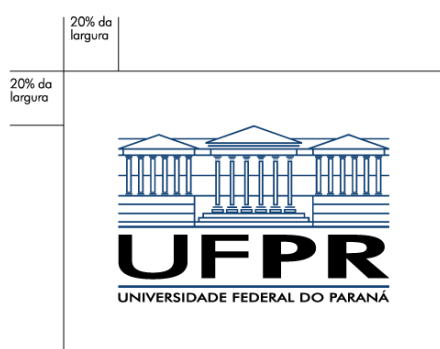 20% da
largura
20% da
largura
UFPR
UNIVERSIDADE FEDERAL DO PARANÁ